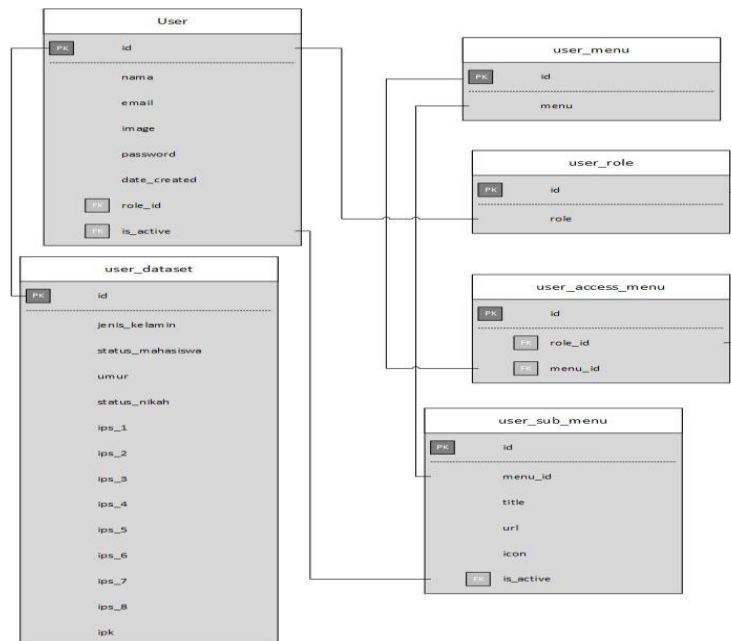 User
PK id
nama
email
image
password
date_created
FK role_id
FK is_active
user_dataset
PK id
jenis_kelamin
status_mahasiswa
umur
status_nikah
ips_1
ips_2
ips_3
ips_4
ips_5
ips_6
ips_7
ips_8
ipk
user_menu
PK id
menu
user_role
PK id
role
user_access_menu
PK id
FK role_id
FK menu_id
user_sub_menu
PK id
menu_id
title
url
icon
FK is_active